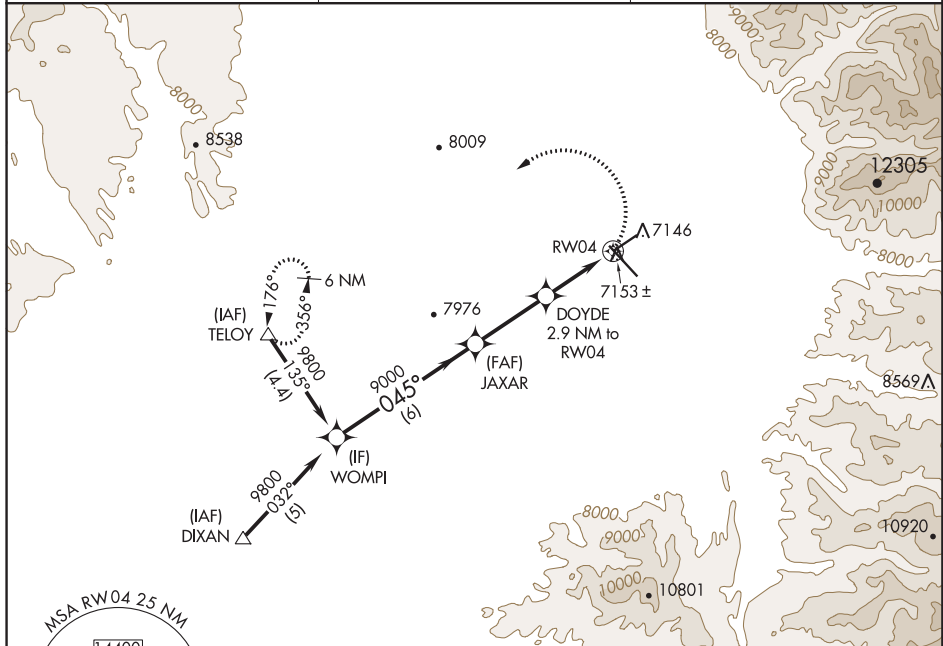 9000
8000
8000
8538
8009
12305
9000
10000
RW04
7146
8000
7153 ±
176°
356°
6 NM
(IAF)
TELOY
7976
DOYDE
2.9 NM to
RW04
9800
135°
(4.4)
(FAF)
JAXAR
9000
045°
(6)
8569
(IF)
WOMPI
9800
032°
(5)
(IAF)
DIXAN
8000
9000
10000
10801
10920
MSA RW04 25 NM